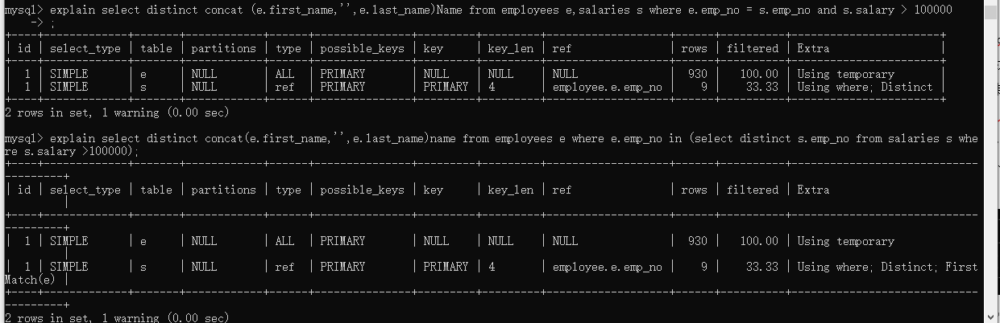 mysql> explain select distinct concat (e.first_name,'',e.last_name)Name from employees e,salaries s where e.emp_no = s.emp_no and s.salary > 100000
    -> ;
+----+-------------+-------+------------+------+---------------+---------+---------+-------------------+------+----------+-----------------------+
| id | select_type | table | partitions | type | possible_keys | key     | key_len | ref               | rows | filtered | Extra                 |
+----+-------------+-------+------------+------+---------------+---------+---------+-------------------+------+----------+-----------------------+
|  1 | SIMPLE      | e     | NULL       | ALL  | PRIMARY       | NULL    | NULL    | NULL              |  930 |   100.00 | Using temporary       |
|  1 | SIMPLE      | s     | NULL       | ref  | PRIMARY       | PRIMARY | 4       | employee.e.emp_no |    9 |    33.33 | Using where; Distinct |
+----+-------------+-------+------------+------+---------------+---------+---------+-------------------+------+----------+-----------------------+
2 rows in set, 1 warning (0.00 sec)
mysql> explain select distinct concat(e.first_name,'',e.last_name)name from employees e where e.emp_no in (select distinct s.emp_no from salaries s whe
re s.salary >100000);
+----+-------------+-------+------------+------+---------------+---------+---------+-------------------+------+----------+-----------------------------
---------+
| id | select_type | table | partitions | type | possible_keys | key     | key_len | ref               | rows | filtered | Extra
         |
+----+-------------+-------+------------+------+---------------+---------+---------+-------------------+------+----------+-----------------------------
---------+
|  1 | SIMPLE      | e     | NULL       | ALL  | PRIMARY       | NULL    | NULL    | NULL              |  930 |   100.00 | Using temporary
         |
|  1 | SIMPLE      | s     | NULL       | ref  | PRIMARY       | PRIMARY | 4       | employee.e.emp_no |    9 |    33.33 | Using where; Distinct; First
Match(e) |
+----+-------------+-------+------------+------+---------------+---------+---------+-------------------+------+----------+-----------------------------
---------+
2 rows in set, 1 warning (0.00 sec)